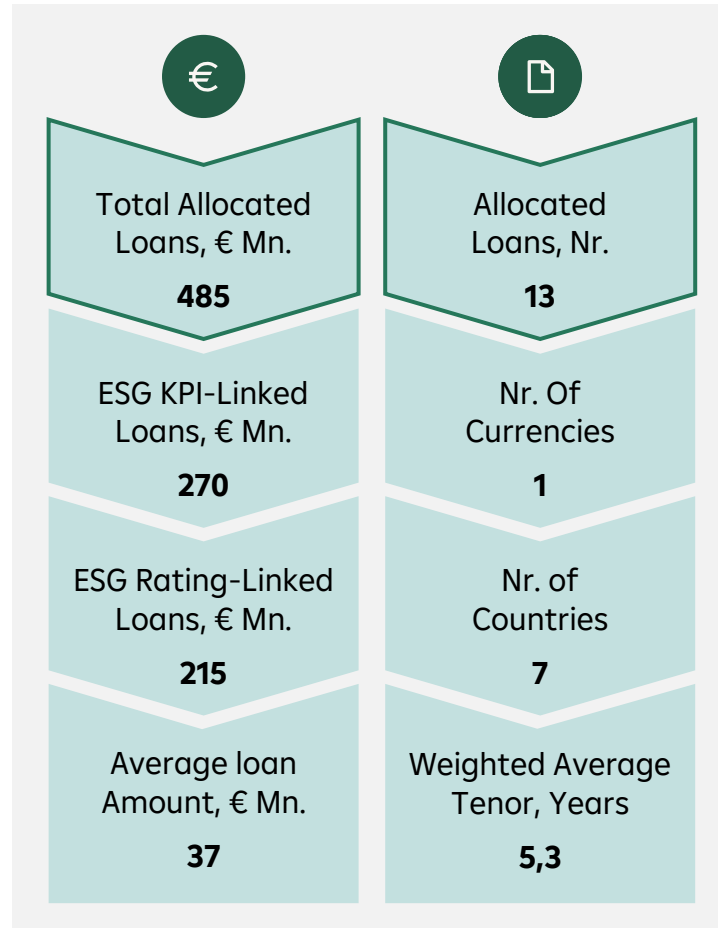 €
Total Allocated
Loans, € Mn.
485
ESG KPI-Linked
Loans, € Mn.
270
ESG Rating-Linked
Loans, € Mn.
215
Average loan
Amount, € Mn.
37
Allocated
Loans, Nr.
13
Nr. Of
Currencies
1
Nr. of
Countries
7
Weighted Average
Tenor, Years
5,3